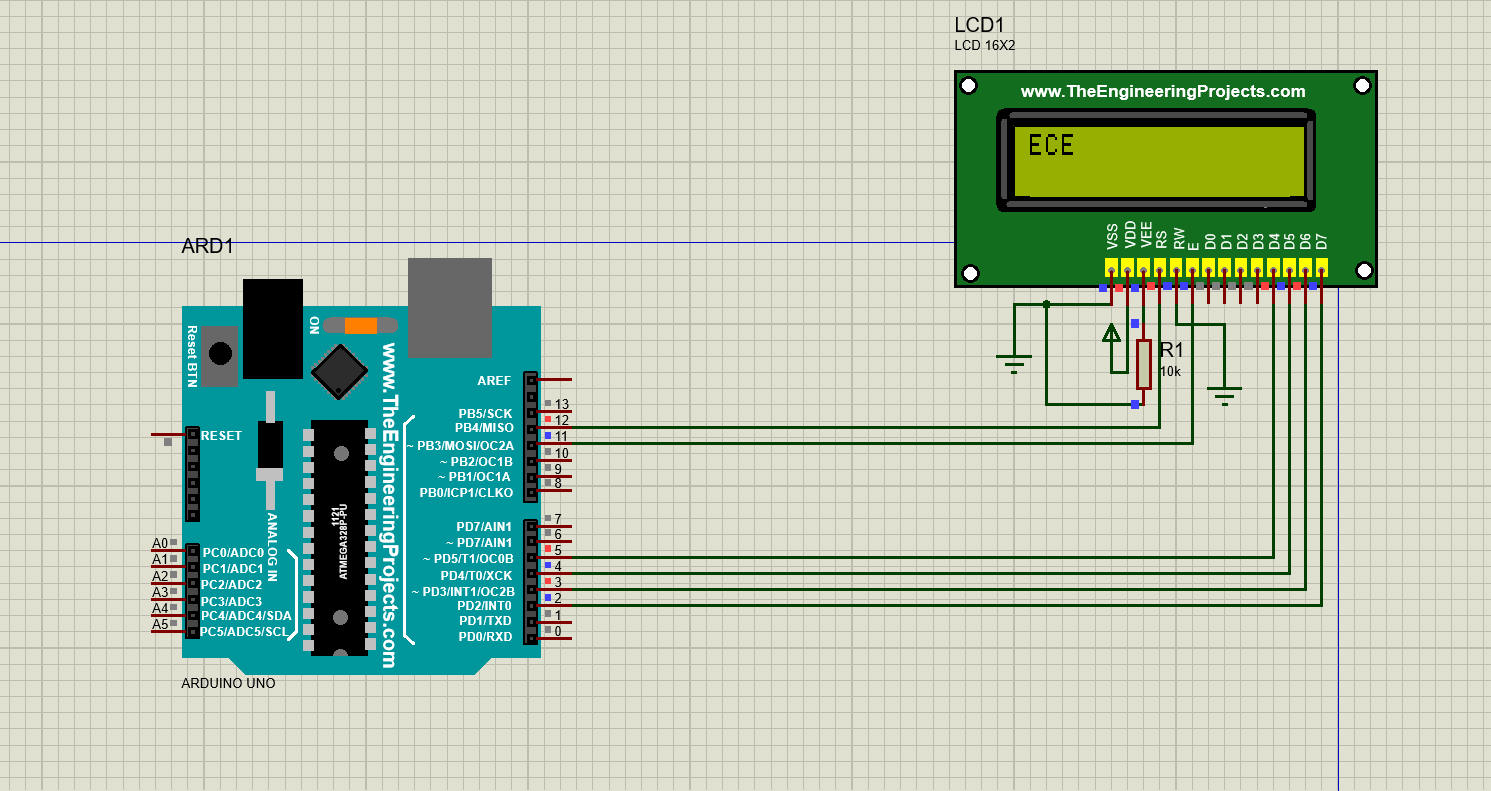 LCD1
LCD 16X2
www.TheEngineeringProjects.com
ECE
VSS
VDD
VEE
RS
RW
E
D0
D1
D2
D3
D4
D5
D6
D7
R1
10k
ARD1
Reset BTN
ON
www.TheEngineeringProjects.com
RESET
1121
ATMEGA328P-PU
ANALOG IN
AREF
13
PB5/SCK
12
PB4/MISO
11
~ PB3/MOSI/OC2A
10
~ PB2/OC1B
9
~ PB1/OC1A
8
PB0/ICP1/CLKO
7
PD7/AIN1
6
~ PD7/AIN1
5
~ PD5/T1/OC0B
4
PD4/T0/XCK
3
~ PD3/INT1/OC2B
2
PD2/INT0
1
PD1/TXD
0
PD0/RXD
A0
PC0/ADC0
A1
PC1/ADC1
A2
PC2/ADC2
A3
PC3/ADC3
A4
PC4/ADC4/SDA
A5
PC5/ADC5/SCL
ARDUINO UNO